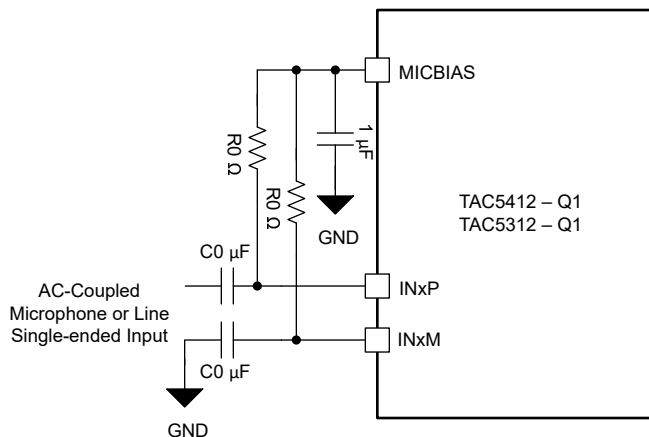 MICBIAS
R0 Ω
R0 Ω
1 µF
GND
TAC5412 – Q1
TAC5312 – Q1
C0 µF
INxP
AC-Coupled
Microphone or Line
Single-ended Input
INxM
C0 µF
GND